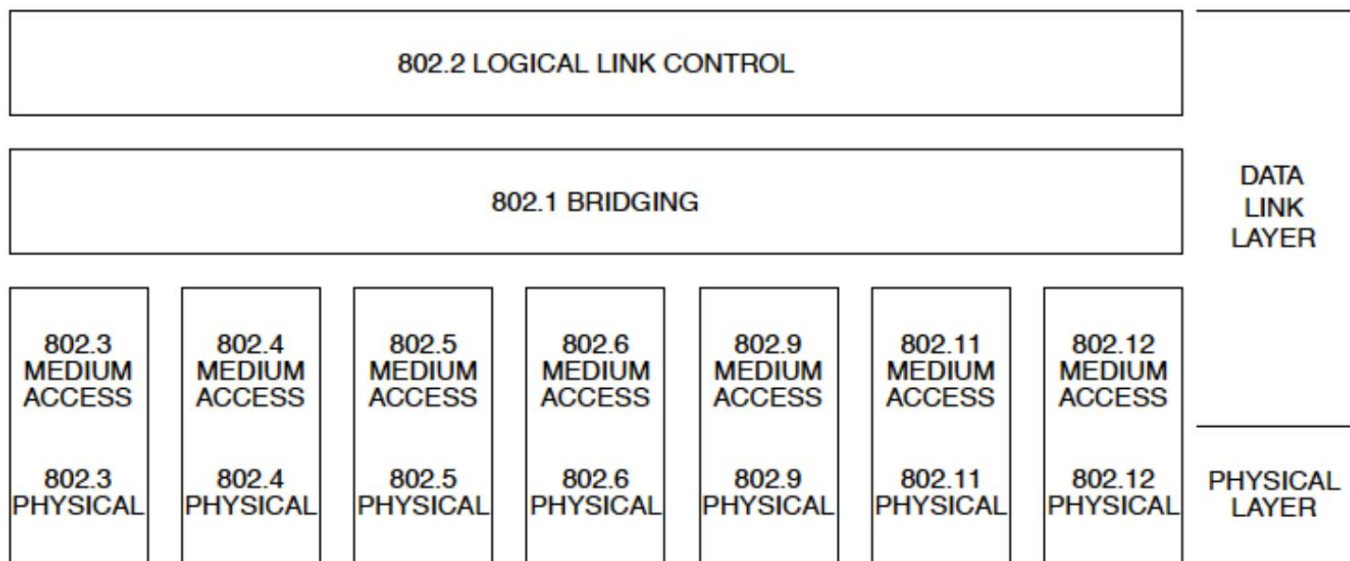 802.2 LOGICAL LINK CONTROL
802.1 BRIDGING
DATA
LINK
LAYER
802.3
MEDIUM
ACCESS
802.4
MEDIUM
ACCESS
802.5
MEDIUM
ACCESS
802.6
MEDIUM
ACCESS
802.9
MEDIUM
ACCESS
802.11
MEDIUM
ACCESS
802.12
MEDIUM
ACCESS
802.3
PHYSICAL
802.4
PHYSICAL
802.5
PHYSICAL
802.6
PHYSICAL
802.9
PHYSICAL
802.11
PHYSICAL
802.12
PHYSICAL
PHYSICAL
LAYER